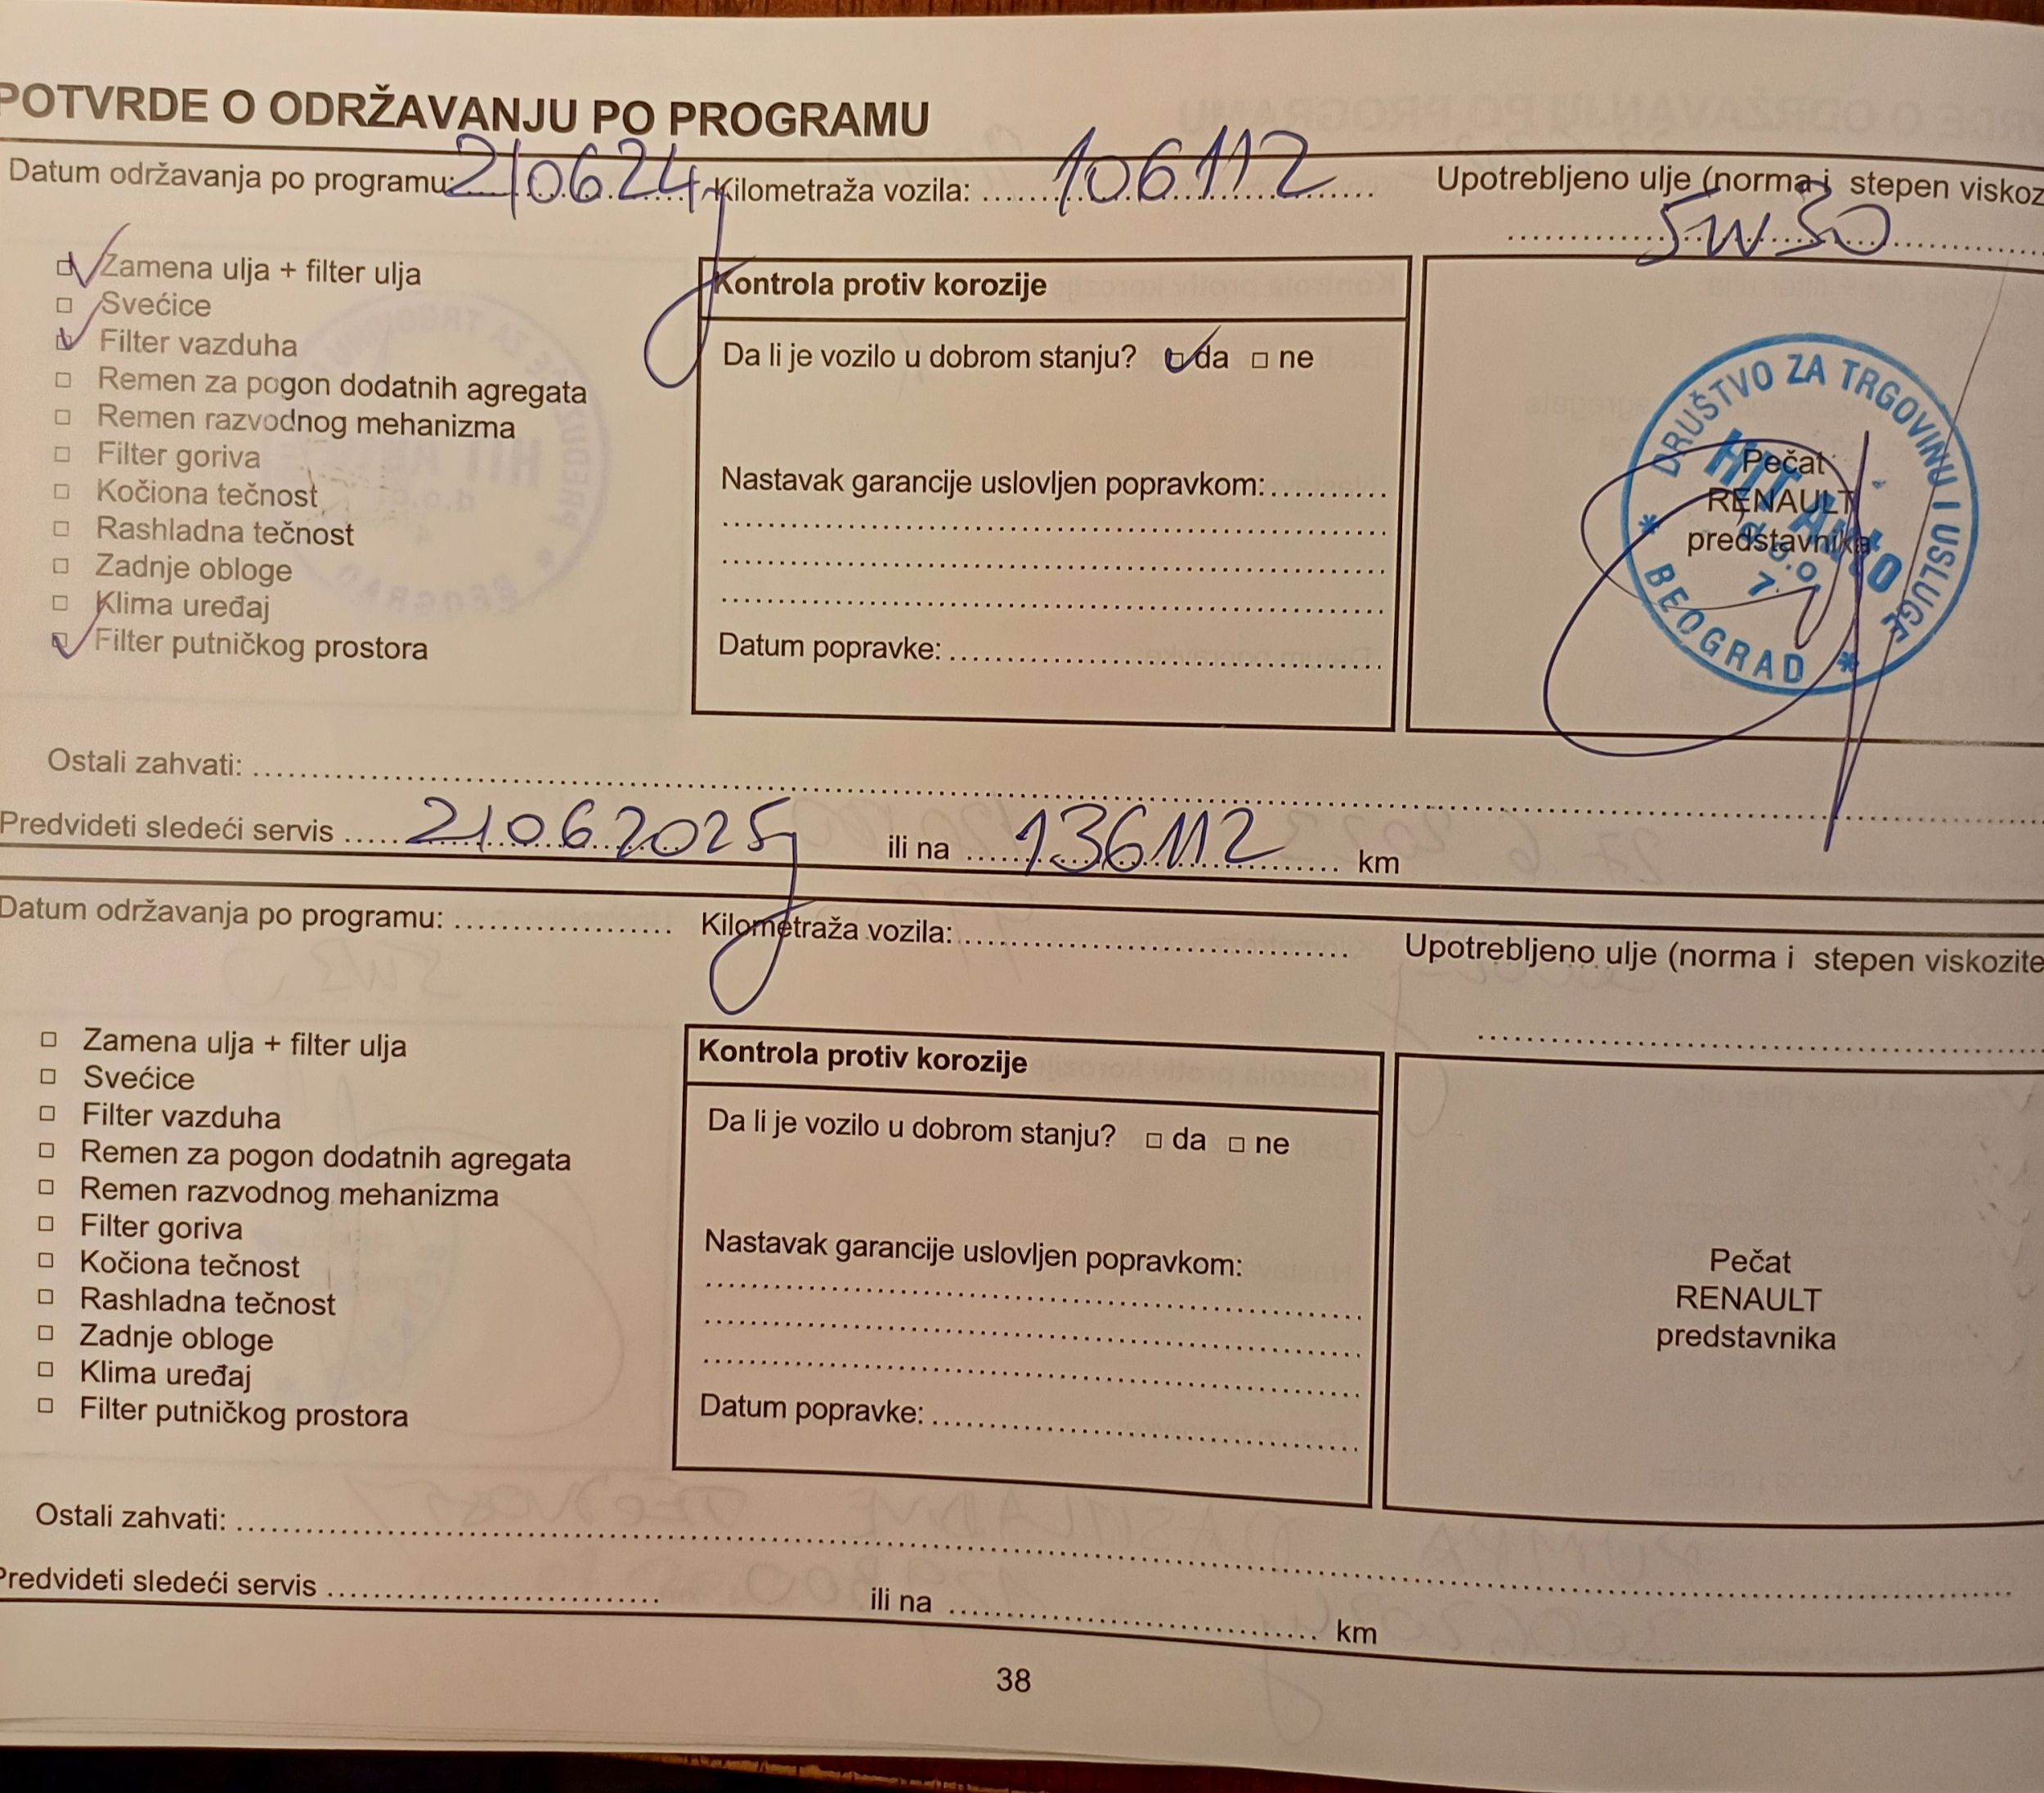 POTVRDE O ODRŽAVANJU PO PROGRAMU
Datum održavanja po programu: 210624 Kilometraža vozila: 106112 Upotrebljeno ulje (norma i stepen viskoz
5W30
Zamena ulja + filter ulja
Svećice
Filter vazduha
Remen za pogon dodatnih agregata
Remen razvodnog mehanizma
Filter goriva
Kočiona tečnost
Rashladna tečnost
Zadnje obloge
Klima uređaj
Filter putničkog prostora
Kontrola protiv korozije
Da li je vozilo u dobrom stanju? da ne
Nastavak garancije uslovljen popravkom:
Datum popravke:
Pečat
RENAULT
predstavnika
DRUŠTVO ZA TRGOVINU I USLUGE
HIT Auto
d.o.o.
7
BEOGRAD
Ostali zahvati:
Predvideti sledeći servis 21.06.2025 ili na 136112 km
Datum održavanja po programu: Kilometraža vozila: Upotrebljeno ulje (norma i stepen viskozite
Zamena ulja + filter ulja
Svećice
Filter vazduha
Remen za pogon dodatnih agregata
Remen razvodnog mehanizma
Filter goriva
Kočiona tečnost
Rashladna tečnost
Zadnje obloge
Klima uređaj
Filter putničkog prostora
Kontrola protiv korozije
Da li je vozilo u dobrom stanju? da ne
Nastavak garancije uslovljen popravkom:
Datum popravke:
Pečat
RENAULT
predstavnika
Ostali zahvati:
Predvideti sledeći servis ili na km
38